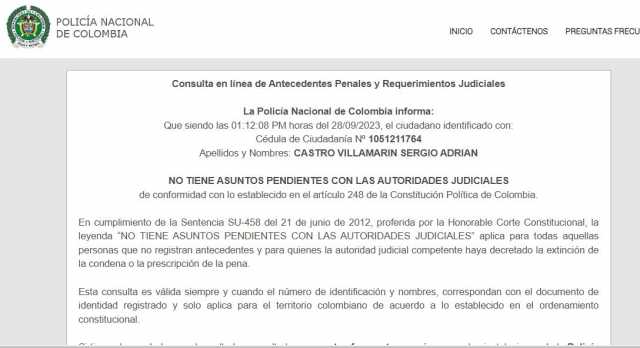 POLICÍA NACIONAL
DE COLOMBIA
INICIO CONTÁCTENOS PREGUNTAS FRECU
Consulta en línea de Antecedentes Penales y Requerimientos Judiciales
La Policía Nacional de Colombia informa:
Que siendo las 01:12:08 PM horas del 28/09/2023, el ciudadano identificado con:
Cédula de Ciudadanía Nº 1051211764
Apellidos y Nombres: CASTRO VILLAMARIN SERGIO ADRIAN
NO TIENE ASUNTOS PENDIENTES CON LAS AUTORIDADES JUDICIALES
de conformidad con lo establecido en el artículo 248 de la Constitución Política de Colombia.
En cumplimiento de la Sentencia SU-458 del 21 de junio de 2012, proferida por la Honorable Corte Constitucional, la
leyenda "NO TIENE ASUNTOS PENDIENTES CON LAS AUTORIDADES JUDICIALES" aplica para todas aquellas
personas que no registran antecedentes y para quienes la autoridad judicial competente haya decretado la extinción de
la condena o la prescripción de la pena.
Esta consulta es válida siempre y cuando el número de identificación y nombres, correspondan con el documento de
identidad registrado y solo aplica para el territorio colombiano de acuerdo a lo establecido en el ordenamiento
constitucional.